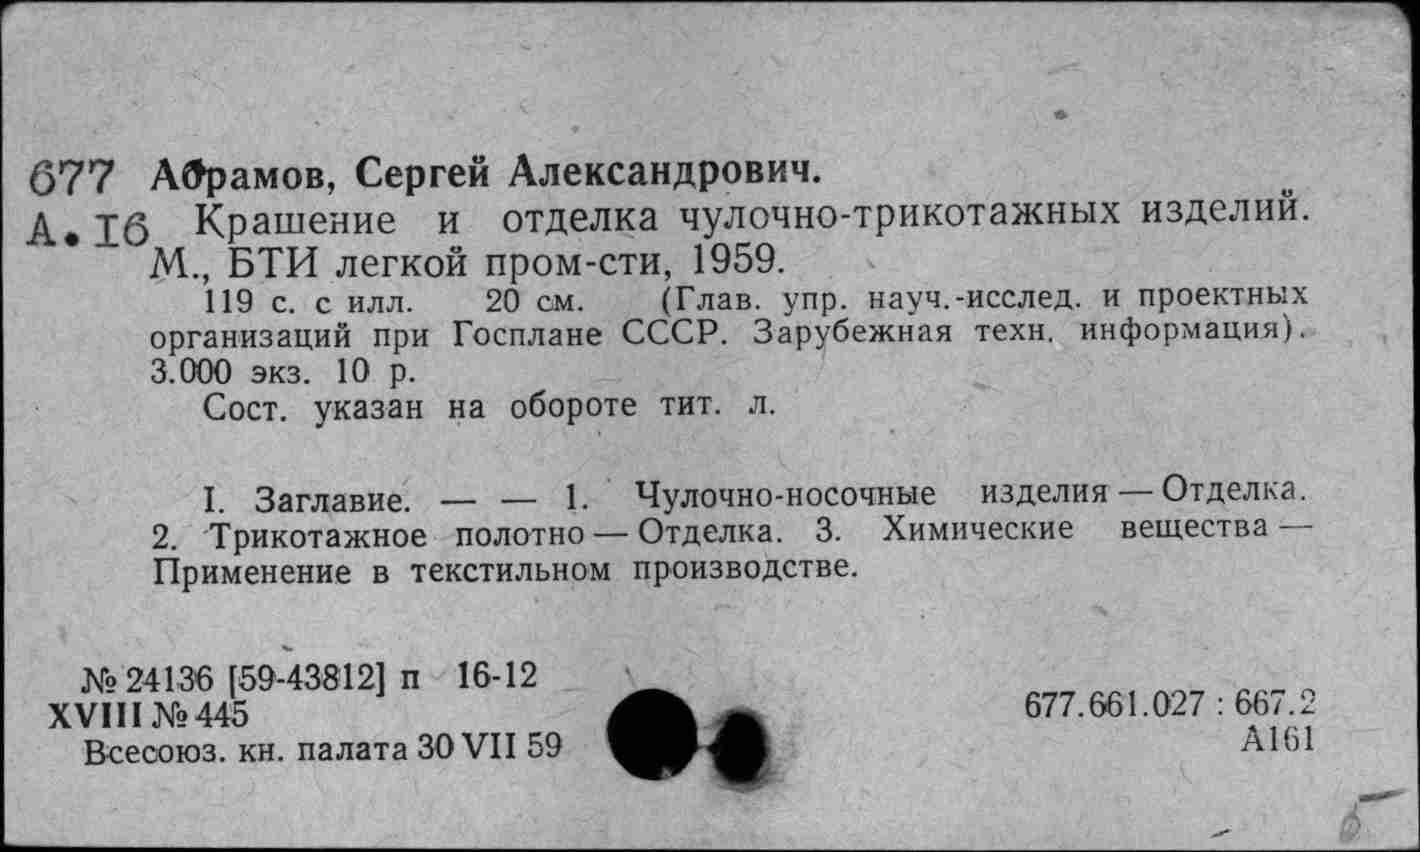 677 Абрамов, Сергей Александрович.
А.16 Крашение и отделка чулочно-трикотажных изделий.
М., БТИ легкой пром-сти, 1959.
119 с. с илл. 20 см. (Глав. упр. науч.-исслед. и проектных
организаций при Госплане СССР. Зарубежная техн. информация).
3.000 экз. 10 р.
Сост. указан на обороте тит. л.
I. Заглавие. — — 1. Чулочно-носочные изделия — Отделка.
2. Трикотажное полотно — Отделка. 3. Химические вещества —
Применение в текстильном производстве.
№ 24136 [59-43812] п 16-12
XVIII № 445
Всесоюз. кн. палата 30 VII 59
677.661.027 : 667.2
А161